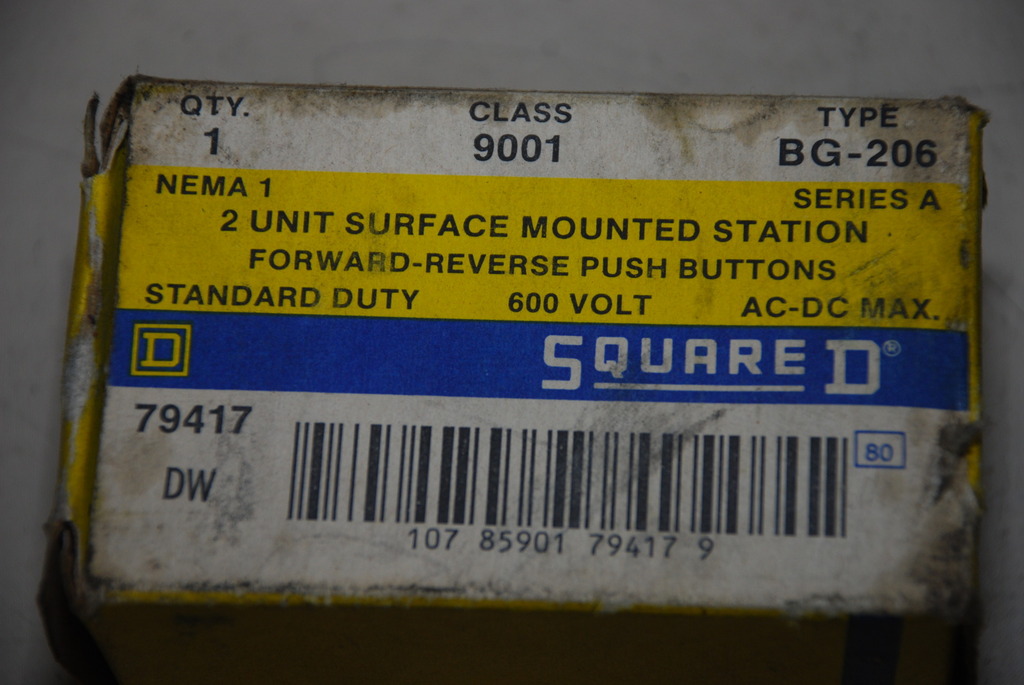 QTY. CLASS TYPE
1 9001 BG-206
NEMA 1 SERIES A
2 UNIT SURFACE MOUNTED STATION
FORWARD-REVERSE PUSH BUTTONS
STANDARD DUTY 600 VOLT AC-DC MAX.
D SQUARE D®
79417 80
DW
107 85901 79417 9